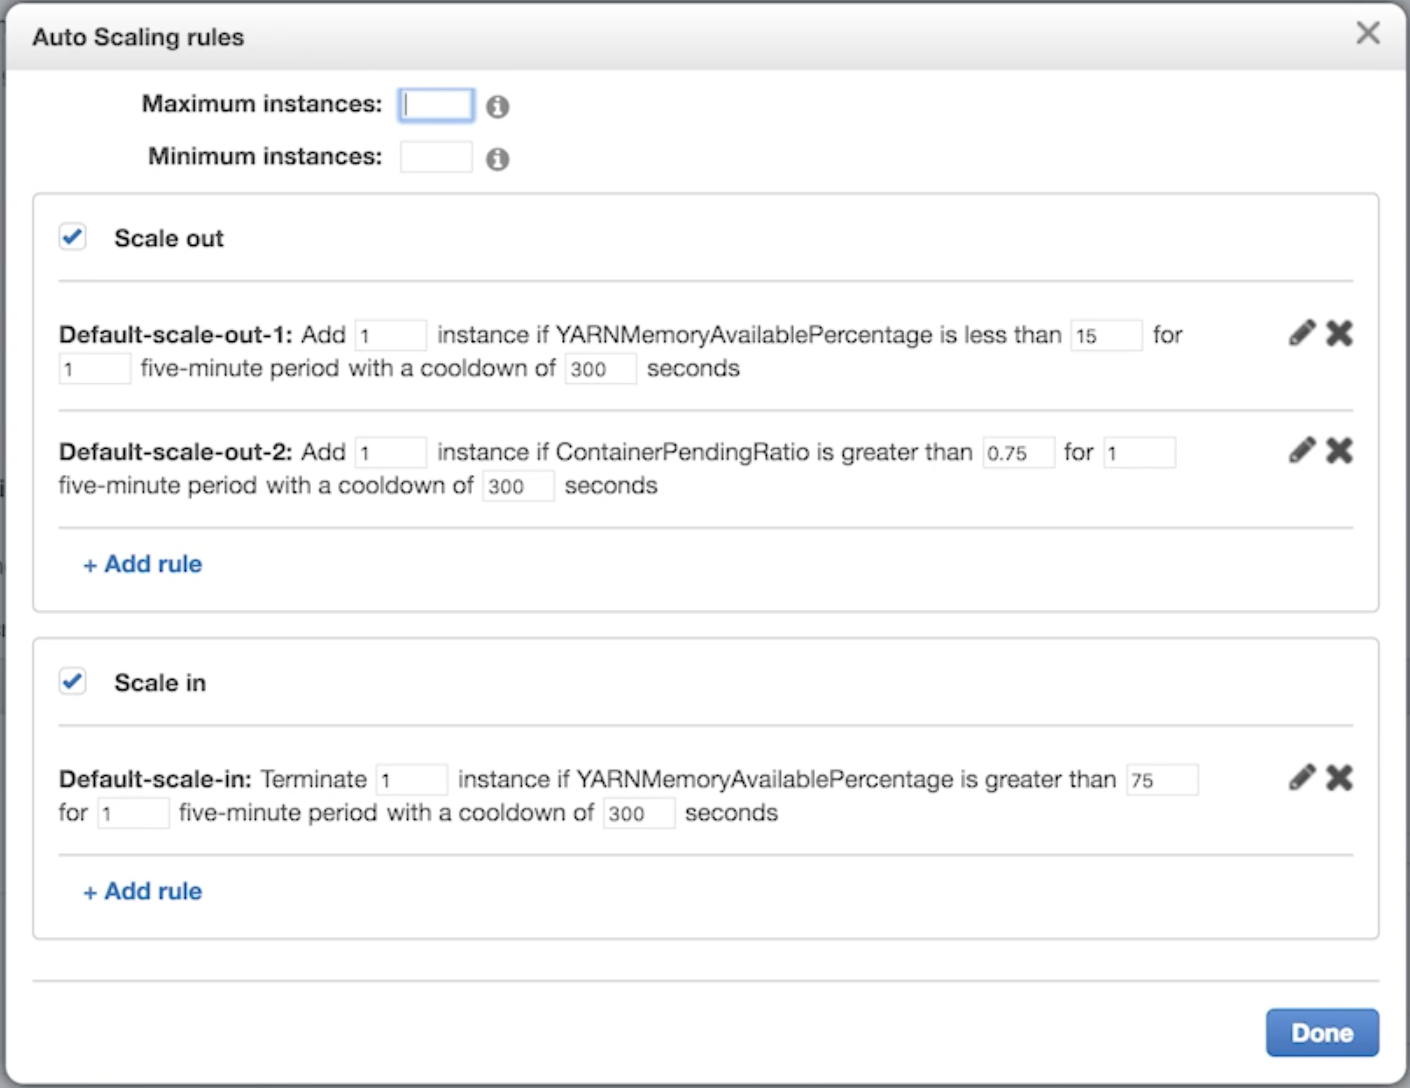 Auto Scaling rules
Maximum instances:
Minimum instances:
Scale out
Default-scale-out-1: Add 1 instance if YARNMemoryAvailablePercentage is less than 15 for
1 five-minute period with a cooldown of 300 seconds
Default-scale-out-2: Add 1 instance if ContainerPendingRatio is greater than 0.75 for 1
five-minute period with a cooldown of 300 seconds
+ Add rule
Scale in
Default-scale-in: Terminate 1 instance if YARNMemoryAvailablePercentage is greater than 75
for 1 five-minute period with a cooldown of 300 seconds
+ Add rule
Done